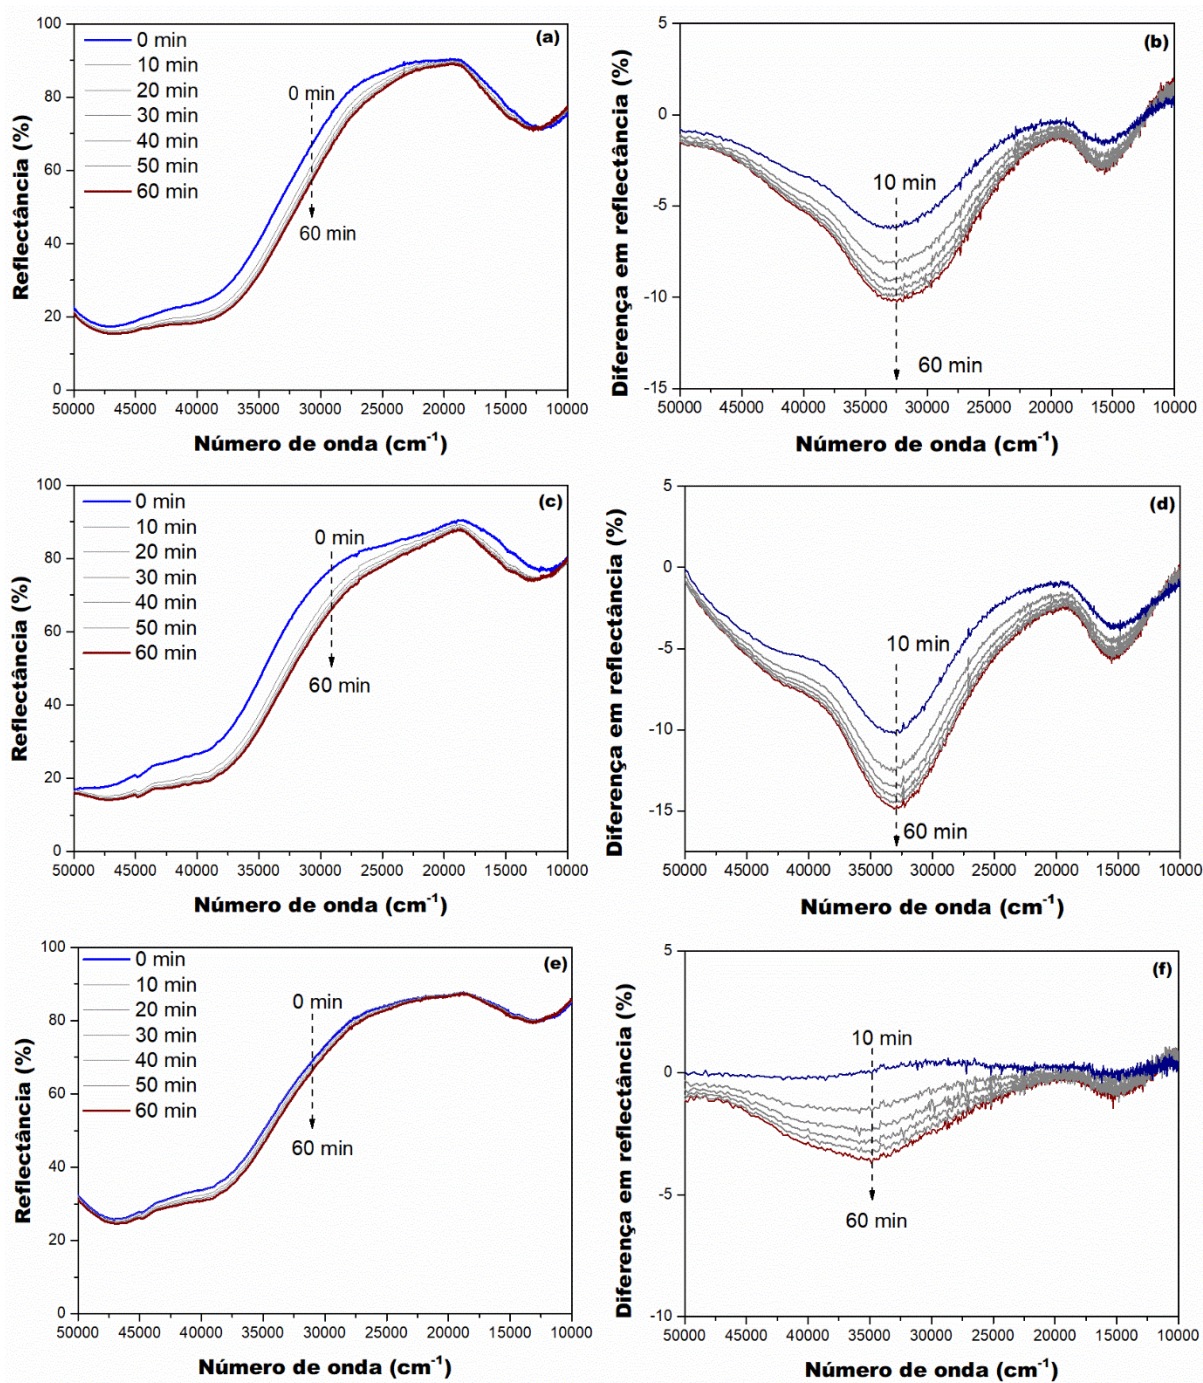 (a)
Reflectância (%)
100
80
60
40
20
0
0 min
10 min
20 min
30 min
40 min
50 min
60 min
0 min
60 min
50000 45000 40000 35000 30000 25000 20000 15000 10000
Número de onda (cm⁻¹)
(b)
Diferença em reflectância (%)
5
0
-5
-10
-15
10 min
60 min
50000 45000 40000 35000 30000 25000 20000 15000 10000
Número de onda (cm⁻¹)
(c)
Reflectância (%)
100
80
60
40
20
0
0 min
10 min
20 min
30 min
40 min
50 min
60 min
0 min
60 min
50000 45000 40000 35000 30000 25000 20000 15000 10000
Número de onda (cm⁻¹)
(d)
Diferença em reflectância (%)
5
0
-5
-10
-15
10 min
60 min
50000 45000 40000 35000 30000 25000 20000 15000 10000
Número de onda (cm⁻¹)
(e)
Reflectância (%)
100
80
60
40
20
0
0 min
10 min
20 min
30 min
40 min
50 min
60 min
0 min
60 min
50000 45000 40000 35000 30000 25000 20000 15000 10000
Número de onda (cm⁻¹)
(f)
Diferença em reflectância (%)
5
0
-5
-10
10 min
60 min
50000 45000 40000 35000 30000 25000 20000 15000 10000
Número de onda (cm⁻¹)